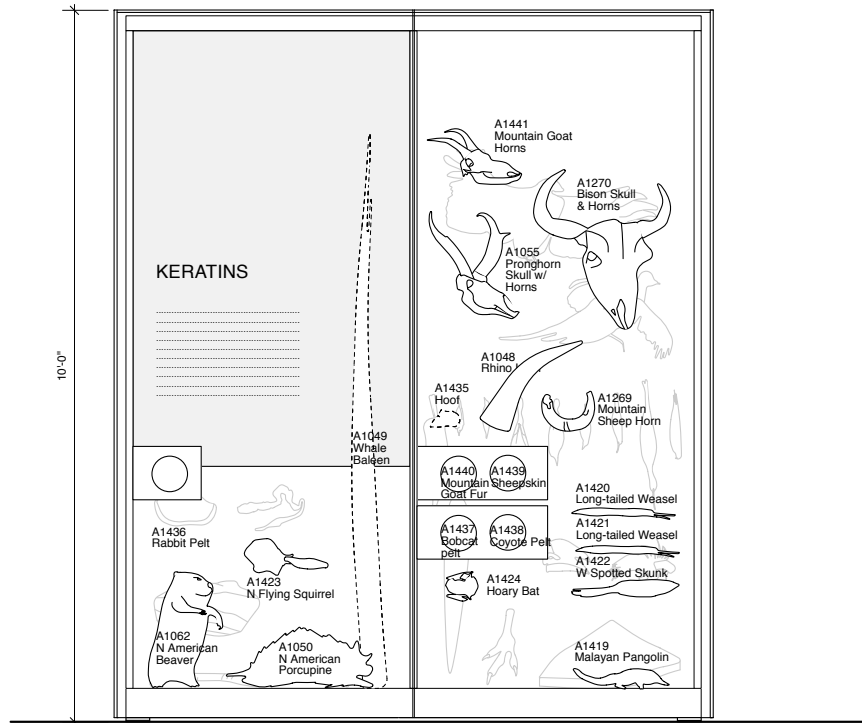 A1441
Mountain Goat
Horns
A1270
Bison Skull
& Horns
A1055
Pronghorn
Skull w/
Horns
KERATINS
10'-0"
A1048
Rhino
A1435
Hoof
A1269
Mountain
Sheep Horn
A1049
Whale
Baleen
A1440
Mountain
Goat Fur
A1439
Sheepskin
A1420
Long-tailed Weasel
A1421
Long-tailed Weasel
A1436
Rabbit Pelt
A1437
Bobcat
pelt
A1438
Coyote Pelt
A1422
W Spotted Skunk
A1423
N Flying Squirrel
A1424
Hoary Bat
A1062
N American
Beaver
A1050
N American
Porcupine
A1419
Malayan Pangolin